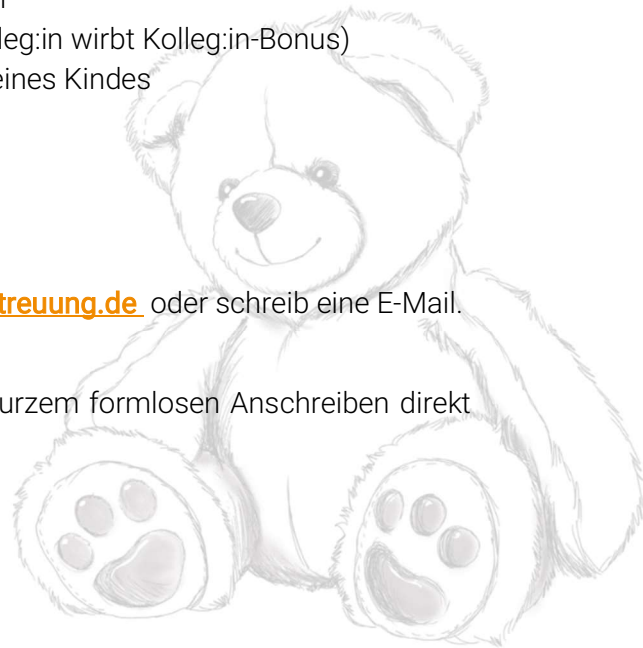 leg:in wirbt Kolleg:in-Bonus)
eines Kindes
treuung.de oder schreib eine E-Mail.
urzem formlosen Anschreiben direkt